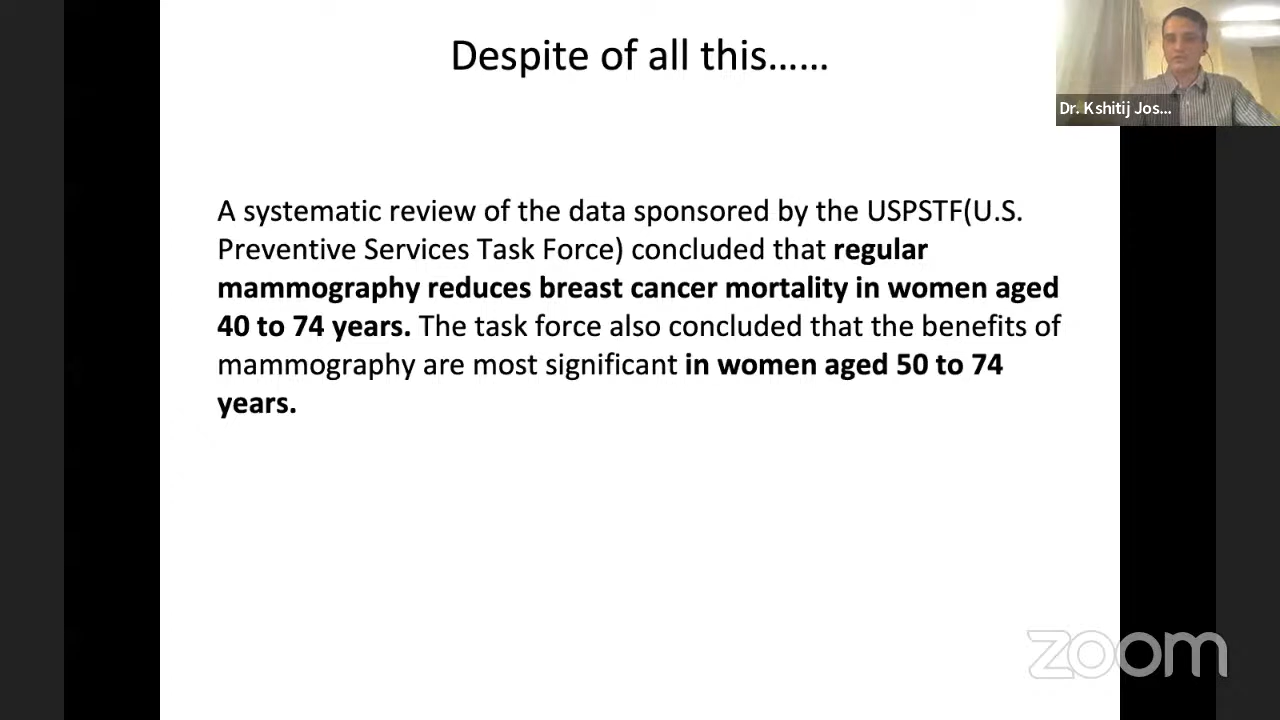 Despite of all this......
Dr. Kshitij Jos...
A systematic review of the data sponsored by the USPSTF(U.S.
Preventive Services Task Force) concluded that regular
mammography reduces breast cancer mortality in women aged
40 to 74 years. The task force also concluded that the benefits of
mammography are most significant in women aged 50 to 74
years.
zoom